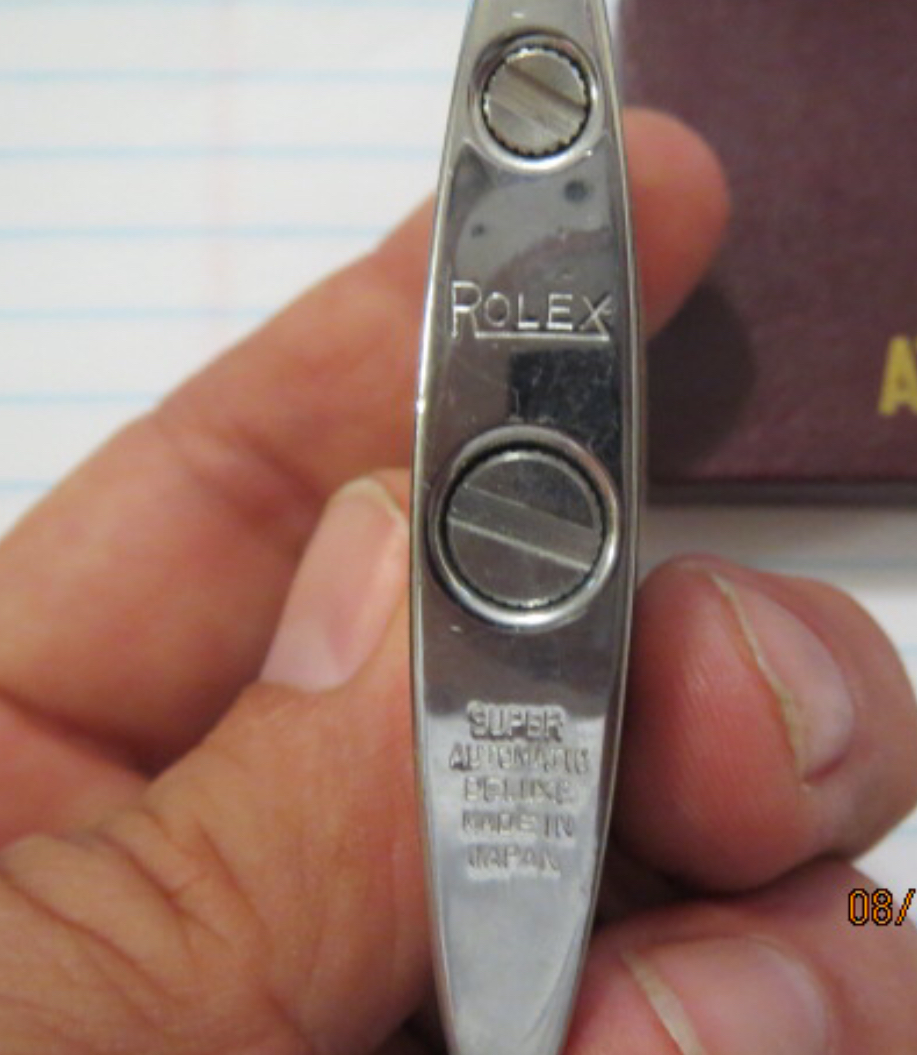 ROLEX
A
SUPER
AUTOMATIC
DELUXE
MADE IN
JAPAN
08/